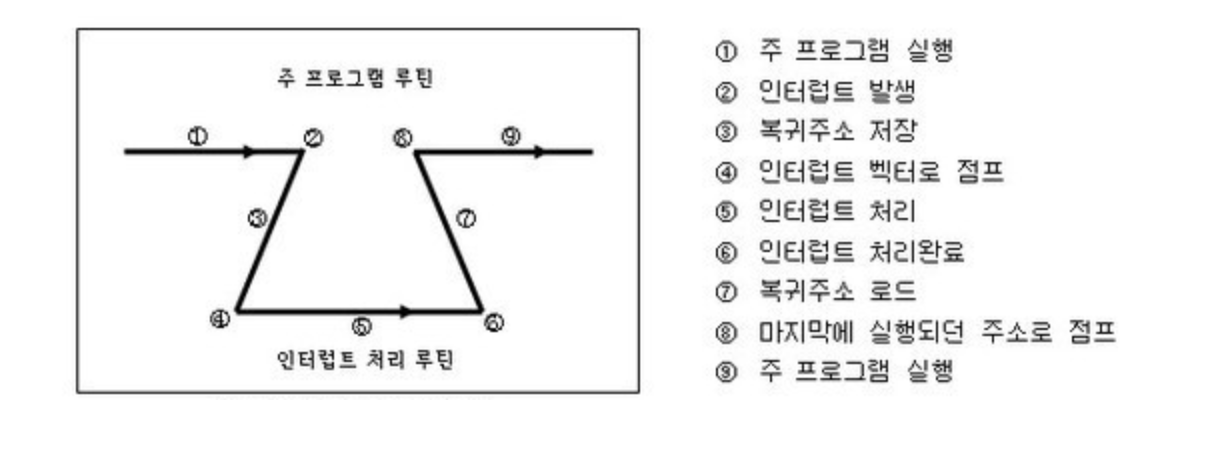 주 프로그램 루틴
① ② ⑧ ⑨
③ ⑦
④ ⑤ ⑥
인터럽트 처리 루틴
① 주 프로그램 실행
② 인터럽트 발생
③ 복귀주소 저장
④ 인터럽트 벡터로 점프
⑤ 인터럽트 처리
⑥ 인터럽트 처리완료
⑦ 복귀주소 로드
⑧ 마지막에 실행되던 주소로 점프
⑨ 주 프로그램 실행